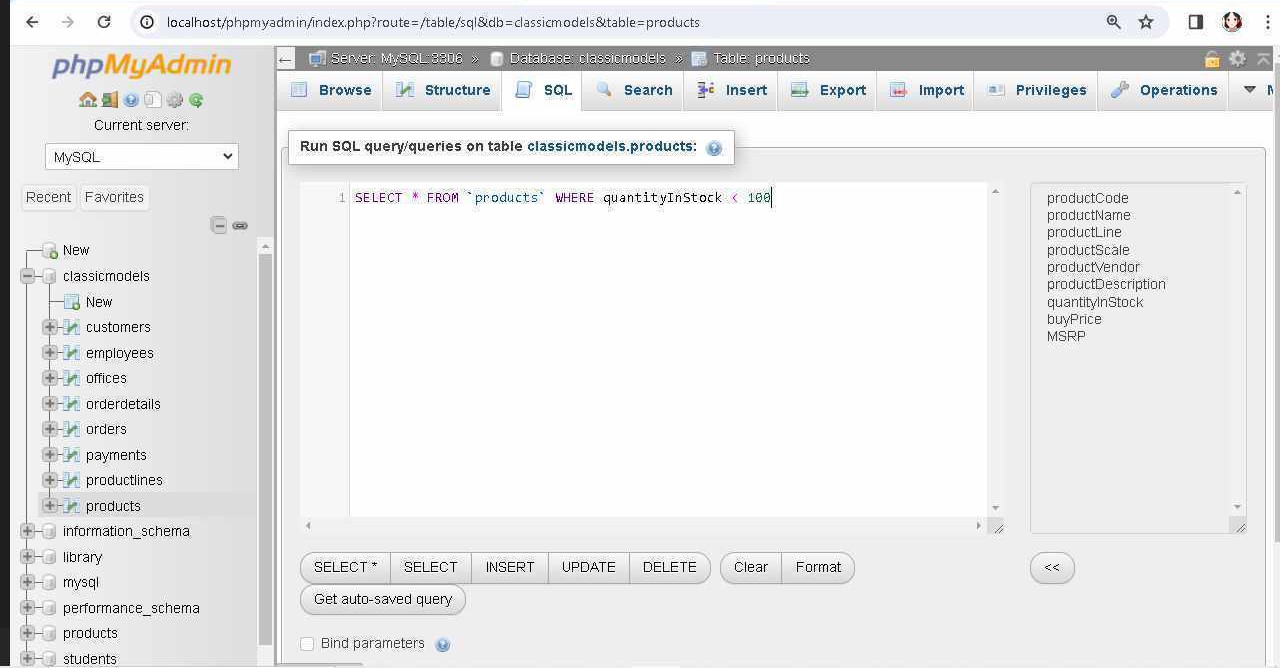 localhost/phpmyadmin/index.php?route=/table/sql&db=classicmodels&table=products
phpMyAdmin
Current server:
MySQL
Recent Favorites
New
classicmodels
New
customers
employees
offices
orderdetails
orders
payments
productlines
products
information_schema
library
mysql
performance_schema
products
students
Server: MySQL:3306 » Database: classicmodels » Table: products
Browse Structure SQL Search Insert Export Import Privileges Operations
Run SQL query/queries on table classicmodels.products:
1 SELECT * FROM `products` WHERE quantityInStock < 100
productCode
productName
productLine
productScale
productVendor
productDescription
quantityInStock
buyPrice
MSRP
SELECT * SELECT INSERT UPDATE DELETE Clear Format <<
Get auto-saved query
Bind parameters